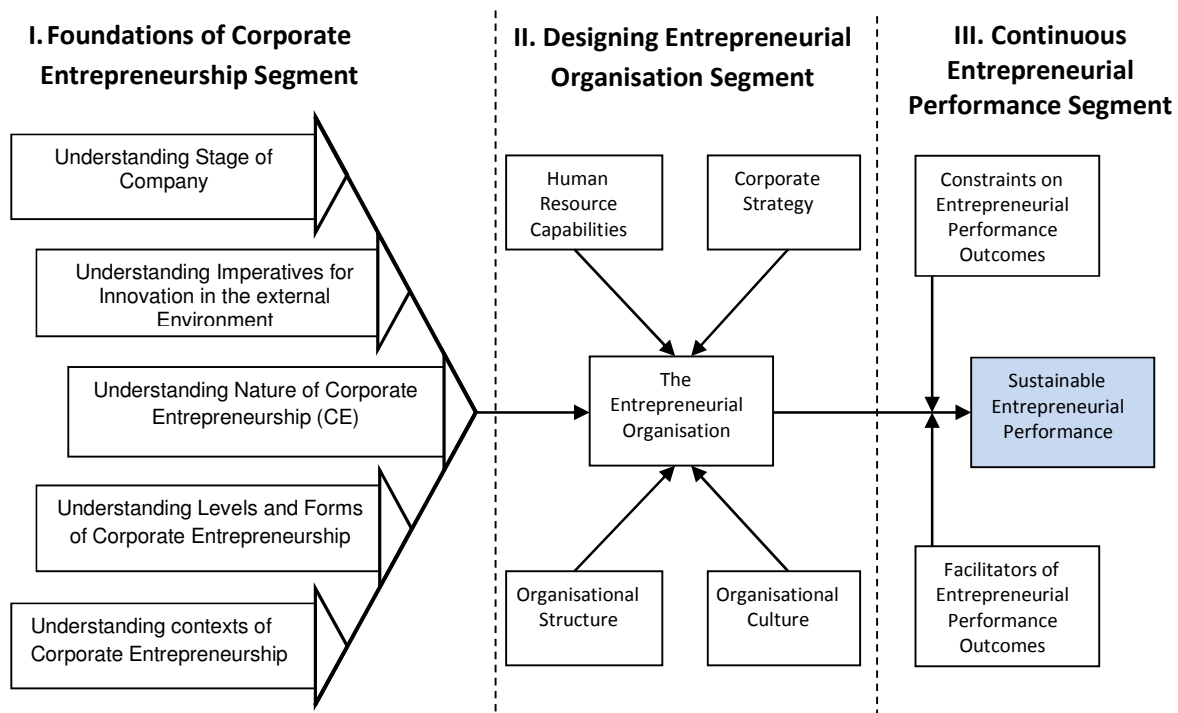 I. Foundations of Corporate
Entrepreneurship Segment
Understanding Stage of
Company
Understanding Imperatives for
Innovation in the external
Environment
Understanding Nature of Corporate
Entrepreneurship (CE)
Understanding Levels and Forms
of Corporate Entrepreneurship
Understanding contexts of
Corporate Entrepreneurship
II. Designing Entrepreneurial
Organisation Segment
Human
Resource
Capabilities
Corporate
Strategy
The
Entrepreneurial
Organisation
Organisational
Structure
Organisational
Culture
III. Continuous
Entrepreneurial
Performance Segment
Constraints on
Entrepreneurial
Performance
Outcomes
Sustainable
Entrepreneurial
Performance
Facilitators of
Entrepreneurial
Performance
Outcomes